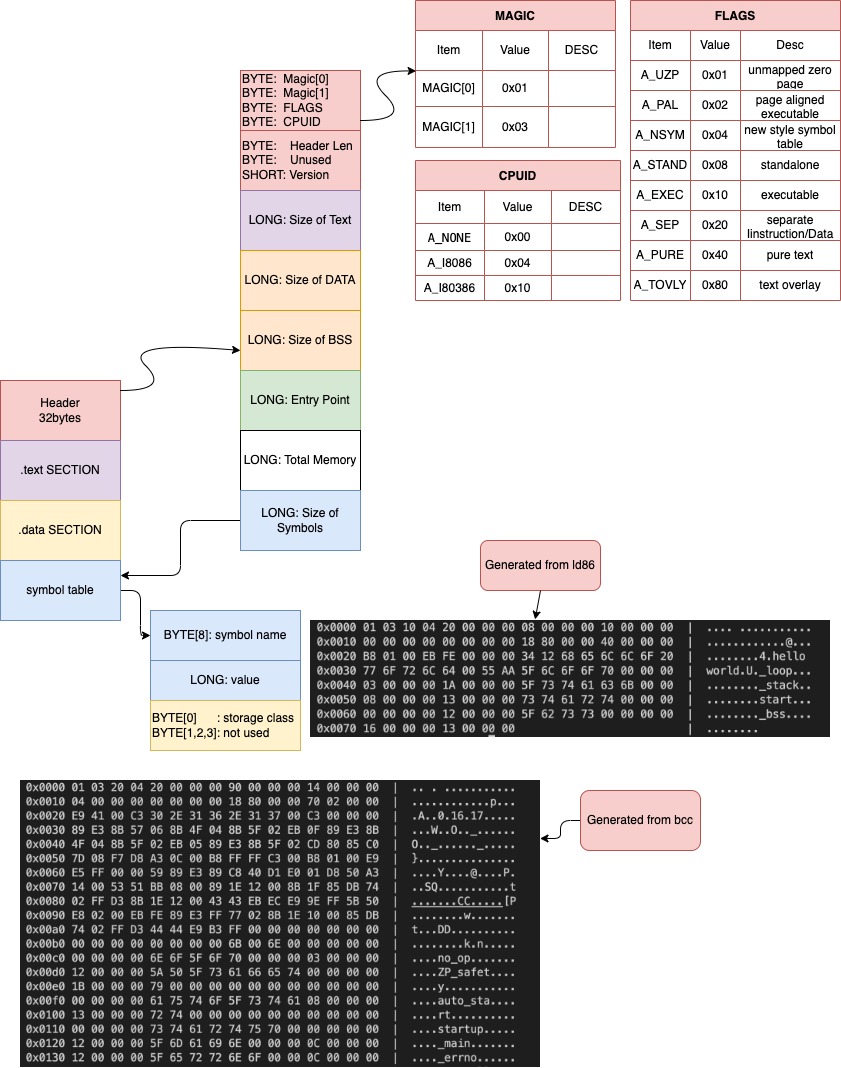 MAGIC
Item Value DESC
MAGIC[0] 0x01
MAGIC[1] 0x03
FLAGS
Item Value Desc
A_UZP 0x01 unmapped zero
page
A_PAL 0x02 page aligned
executable
A_NSYM 0x04 new style symbol
table
A_STAND 0x08 standalone
A_EXEC 0x10 executable
A_SEP 0x20 separate
Iinstruction/Data
A_PURE 0x40 pure text
A_TOVLY 0x80 text overlay
CPUID
Item Value DESC
A_NONE 0x00
A_I8086 0x04
A_I80386 0x10
BYTE: Magic[0]
BYTE: Magic[1]
BYTE: FLAGS
BYTE: CPUID
BYTE: Header Len
BYTE: Unused
SHORT: Version
LONG: Size of Text
LONG: Size of DATA
LONG: Size of BSS
LONG: Entry Point
LONG: Total Memory
LONG: Size of
Symbols
Header
32bytes
.text SECTION
.data SECTION
symbol table
BYTE[8]: symbol name
LONG: value
BYTE[0] : storage class
BYTE[1,2,3]: not used
Generated from ld86
0x0000 01 03 10 04 20 00 00 00 08 00 00 00 10 00 00 00 | .... ...........
0x0010 00 00 00 00 00 00 00 00 18 80 00 00 40 00 00 00 | ............@...
0x0020 B8 01 00 EB FE 00 00 00 34 12 68 65 6C 6C 6F 20 | ........4.hello
0x0030 77 6F 72 6C 64 00 55 AA 5F 6C 6F 6F 70 00 00 00 | world.U._loop...
0x0040 03 00 00 00 1A 00 00 00 5F 73 74 61 63 6B 00 00 | ........_stack..
0x0050 08 00 00 00 13 00 00 00 73 74 61 72 74 00 00 00 | ........start...
0x0060 00 00 00 00 12 00 00 00 5F 62 73 73 00 00 00 00 | ........_bss....
0x0070 16 00 00 00 13 00 00 00 | ........
0x0000 01 03 20 04 20 00 00 00 90 00 00 00 14 00 00 00 | .. . ...........
0x0010 04 00 00 00 00 00 00 00 18 80 00 00 70 02 00 00 | ............p...
0x0020 E9 41 00 C3 30 2E 31 36 2E 31 37 00 C3 00 00 00 | .A..0.16.17.....
0x0030 89 E3 8B 57 06 8B 4F 04 8B 5F 02 EB 0F 89 E3 8B | ...W..O.._......
0x0040 4F 04 8B 5F 02 EB 05 89 E3 8B 5F 02 CD 80 85 C0 | O.._......_.....
0x0050 7D 08 F7 D8 A3 0C 00 B8 FF FF C3 00 B8 01 00 E9 | }...............
0x0060 E5 FF 00 00 59 89 E3 89 C8 40 D1 E0 01 D8 50 A3 | ....Y....@....P.
0x0070 14 00 53 51 BB 08 00 89 1E 12 00 8B 1F 85 DB 74 | ..SQ...........t
0x0080 02 FF D3 8B 1E 12 00 43 43 EB EC E9 9E FF 5B 50 | .......CC.....[P
0x0090 E8 02 00 EB FE 89 E3 FF 77 02 8B 1E 10 00 85 DB | ........w.......
0x00a0 74 02 FF D3 44 44 E9 B3 FF 00 00 00 00 00 00 00 | t...DD..........
0x00b0 00 00 00 00 00 00 00 00 6B 00 6E 00 00 00 00 00 | ........k.n.....
0x00c0 00 00 00 00 6E 6F 5F 6F 70 00 00 00 03 00 00 00 | ....no_op.......
0x00d0 12 00 00 00 5A 50 5F 73 61 66 65 74 00 00 00 00 | ....ZP_safet....
0x00e0 1B 00 00 00 79 00 00 00 00 00 00 00 00 00 00 00 | ....y...........
0x00f0 00 00 00 00 61 75 74 6F 5F 73 74 61 08 00 00 00 | ....auto_sta....
0x0100 13 00 00 00 72 74 00 00 00 00 00 00 00 00 00 00 | ....rt..........
0x0110 00 00 00 00 73 74 61 72 74 75 70 00 00 00 00 00 | ....startup.....
0x0120 12 00 00 00 5F 6D 61 69 6E 00 00 00 0C 00 00 00 | ...._main.......
0x0130 12 00 00 00 5F 65 72 72 6E 6F 00 00 0C 00 00 00 | ...._errno......
Generated from bcc